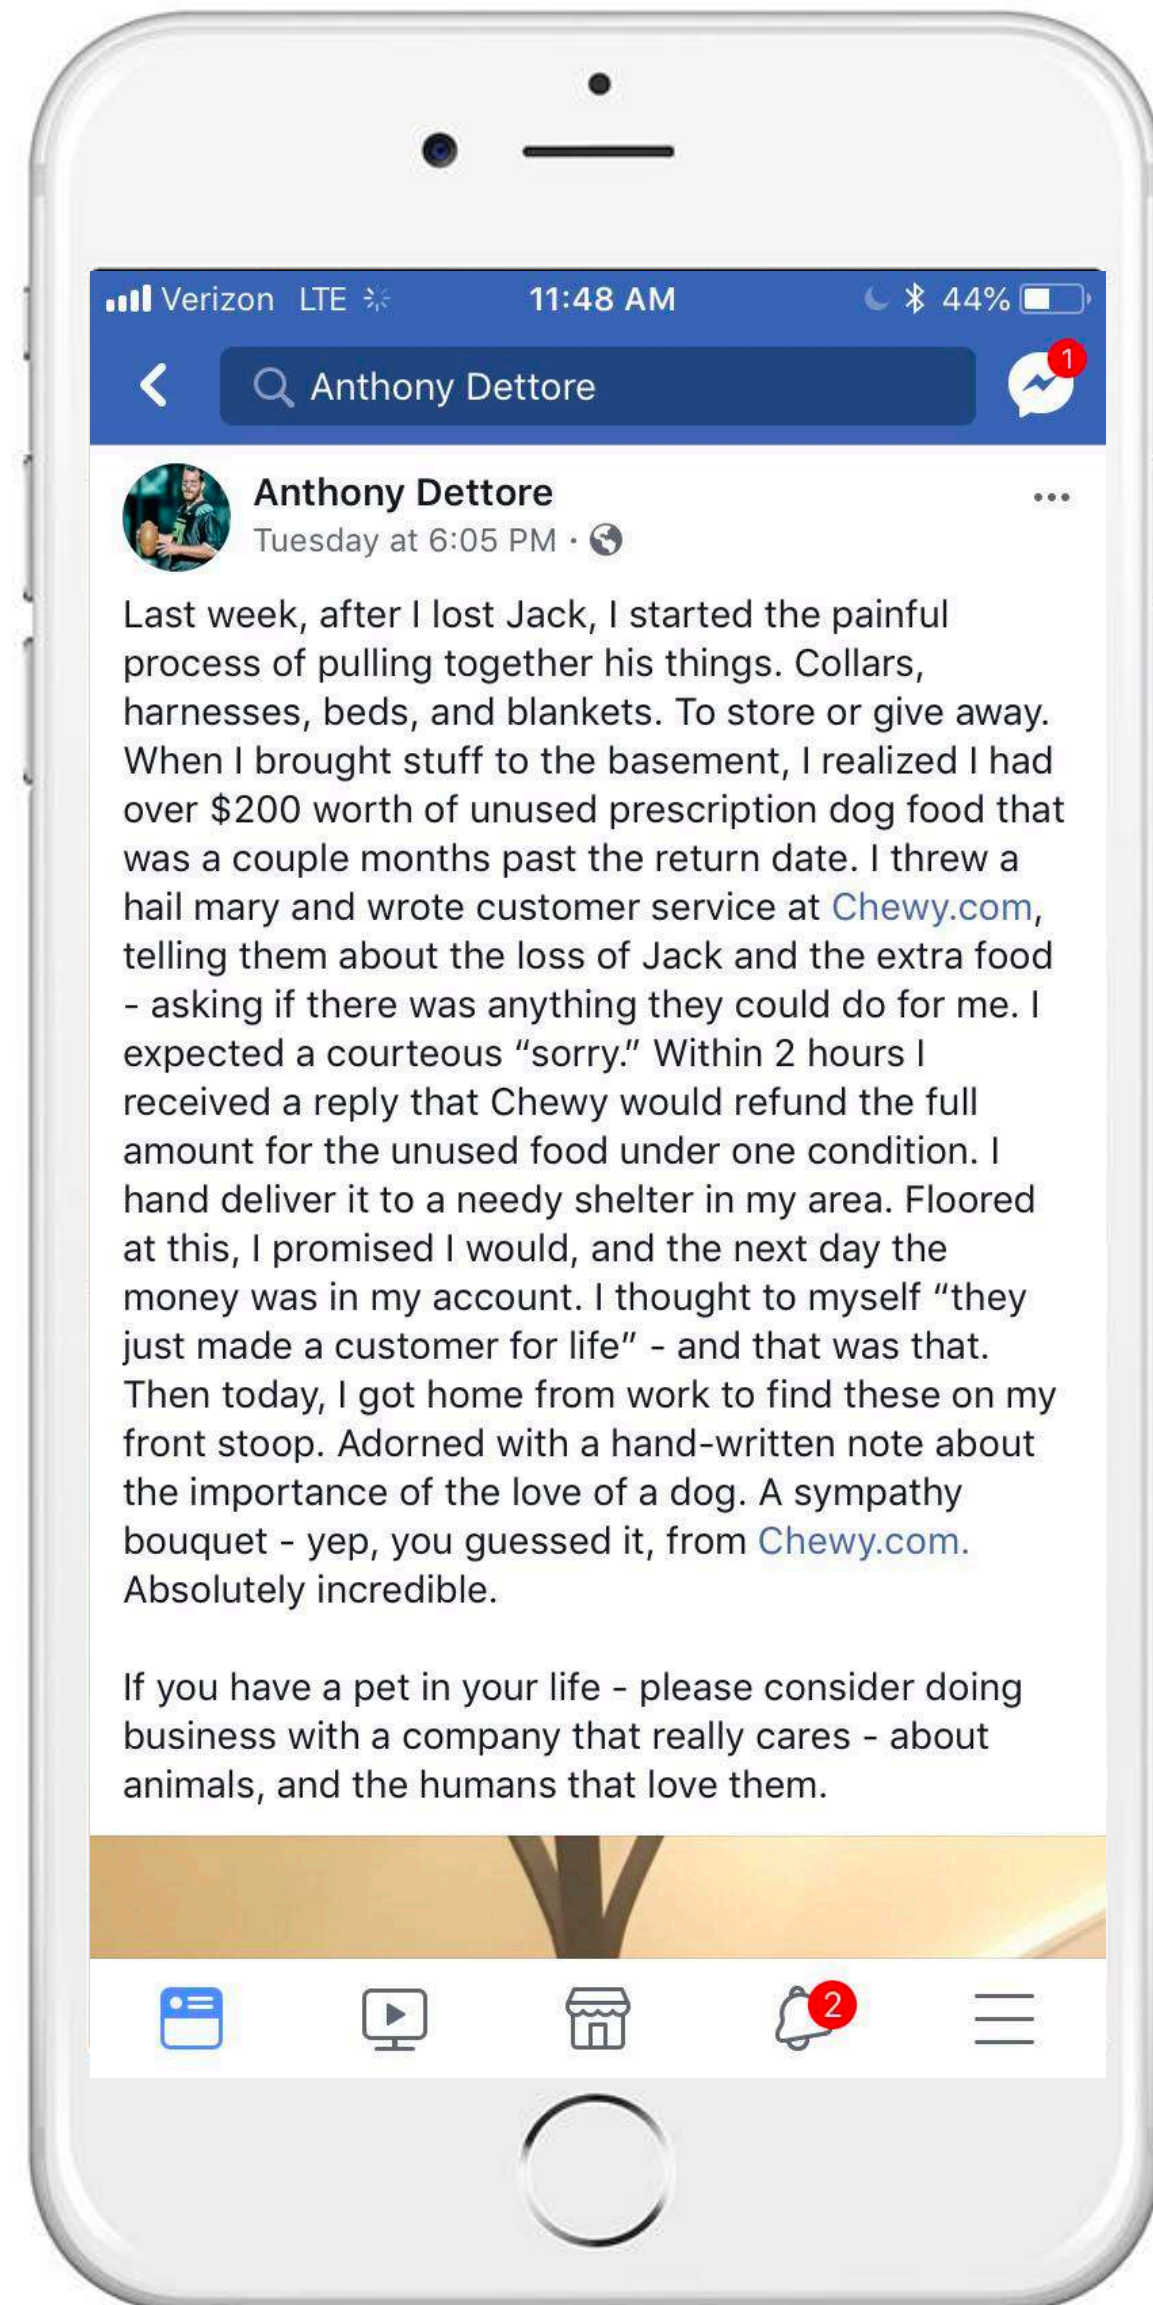 Verizon LTE 11:48 AM 44%
Anthony Dettore 1
Anthony Dettore
Tuesday at 6:05 PM ·
Last week, after I lost Jack, I started the painful
process of pulling together his things. Collars,
harnesses, beds, and blankets. To store or give away.
When I brought stuff to the basement, I realized I had
over $200 worth of unused prescription dog food that
was a couple months past the return date. I threw a
hail mary and wrote customer service at Chewy.com,
telling them about the loss of Jack and the extra food
- asking if there was anything they could do for me. I
expected a courteous “sorry.” Within 2 hours I
received a reply that Chewy would refund the full
amount for the unused food under one condition. I
hand deliver it to a needy shelter in my area. Floored
at this, I promised I would, and the next day the
money was in my account. I thought to myself “they
just made a customer for life” - and that was that.
Then today, I got home from work to find these on my
front stoop. Adorned with a hand-written note about
the importance of the love of a dog. A sympathy
bouquet - yep, you guessed it, from Chewy.com.
Absolutely incredible.
If you have a pet in your life - please consider doing
business with a company that really cares - about
animals, and the humans that love them.
2